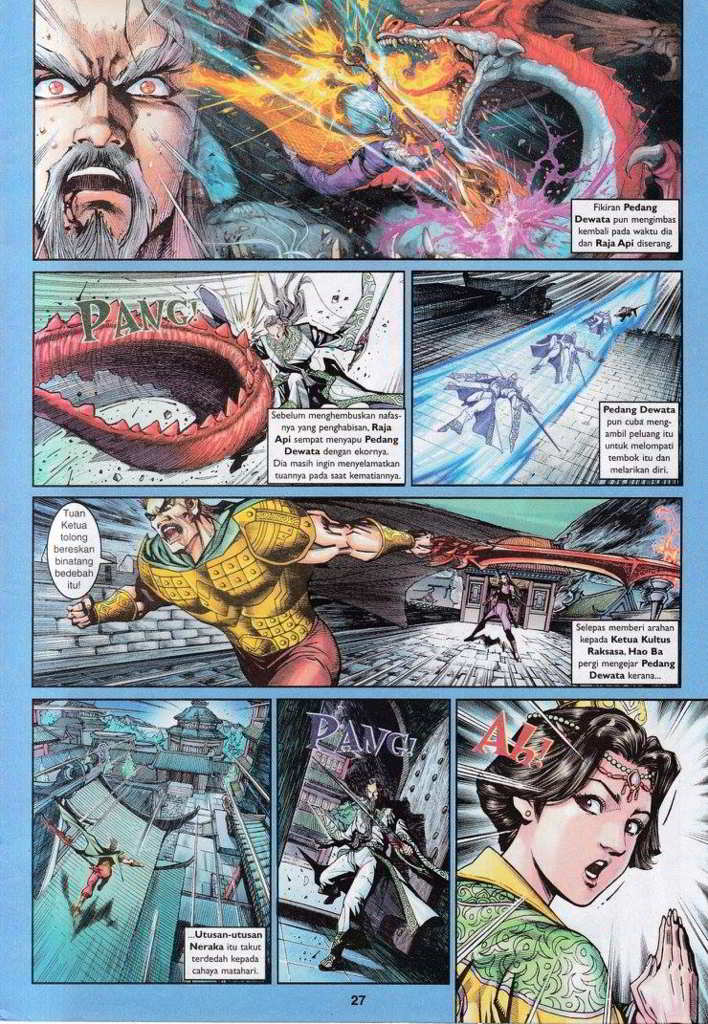 Fikiran Pedang
Dewata pun mengimbas
kembali pada waktu dia
dan Raja Api diserang.
PANG!
Sebelum menghembuskan nafas-
nya yang penghabisan, Raja
Api sempat menyapu Pedang
Dewata dengan ekornya.
Dia masih ingin menyelamatkan
tuannya pada saat kematiannya.
Pedang Dewata
pun cuba meng-
ambil peluang itu
untuk melompati
tembok itu dan
melarikan diri.
Tuan
Ketua
tolong
bereskan
binatang
bedebah
itu!
Selepas memberi arahan
kepada Ketua Kultus
Raksasa, Hao Ba
pergi mengejar Pedang
Dewata kerana...
...Utusan-utusan
Neraka itu takut
terdedah kepada
cahaya matahari.
PANG!
Ah!
27